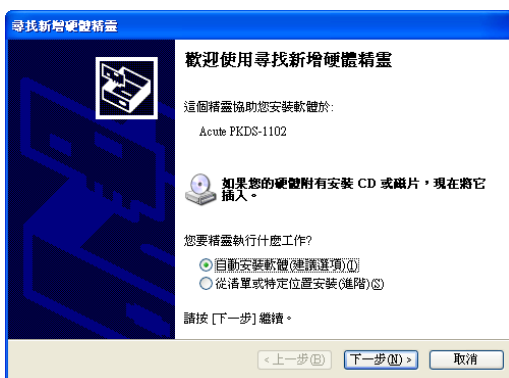 尋找新增硬體精靈
歡迎使用尋找新增硬體精靈
這個精靈協助您安裝軟體於:
Acute PKDS-1102
如果您的硬體附有安裝 CD 或磁片，現在將它
插入。
您要精靈執行什麼工作?
自動安裝軟體(建議選項)(I)
從清單或特定位置安裝(進階)(S)
請按 [下一步] 繼續。
<上一步(B)
下一步(N)>
取消